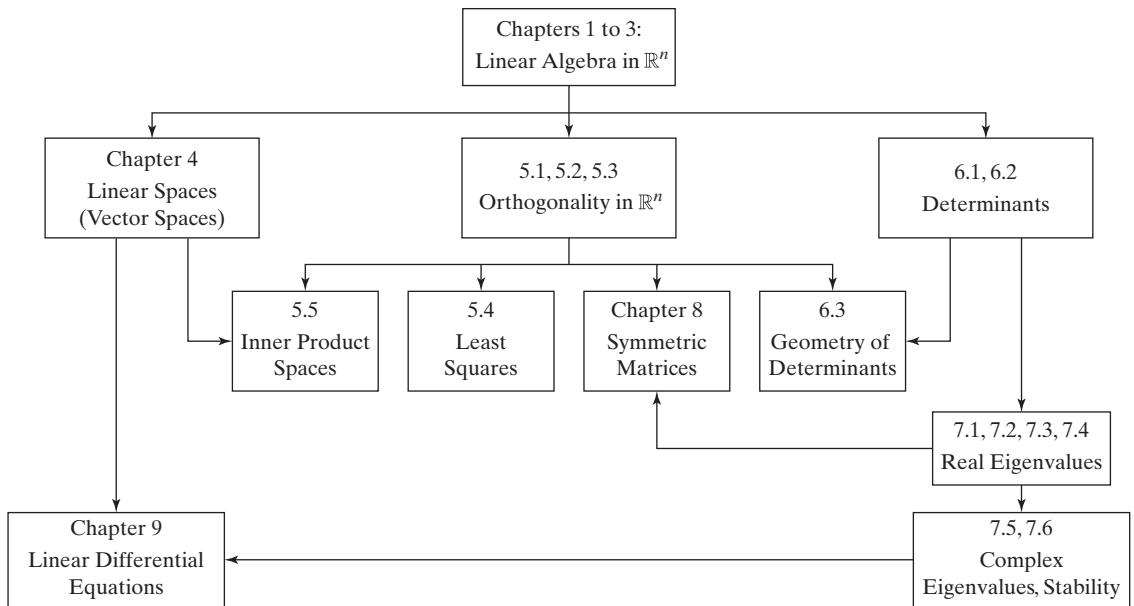 Chapters 1 to 3:
Linear Algebra in ℝⁿ
Chapter 4
Linear Spaces
(Vector Spaces)
5.1, 5.2, 5.3
Orthogonality in ℝⁿ
6.1, 6.2
Determinants
5.5
Inner Product
Spaces
5.4
Least
Squares
Chapter 8
Symmetric
Matrices
6.3
Geometry of
Determinants
7.1, 7.2, 7.3, 7.4
Real Eigenvalues
Chapter 9
Linear Differential
Equations
7.5, 7.6
Complex
Eigenvalues, Stability